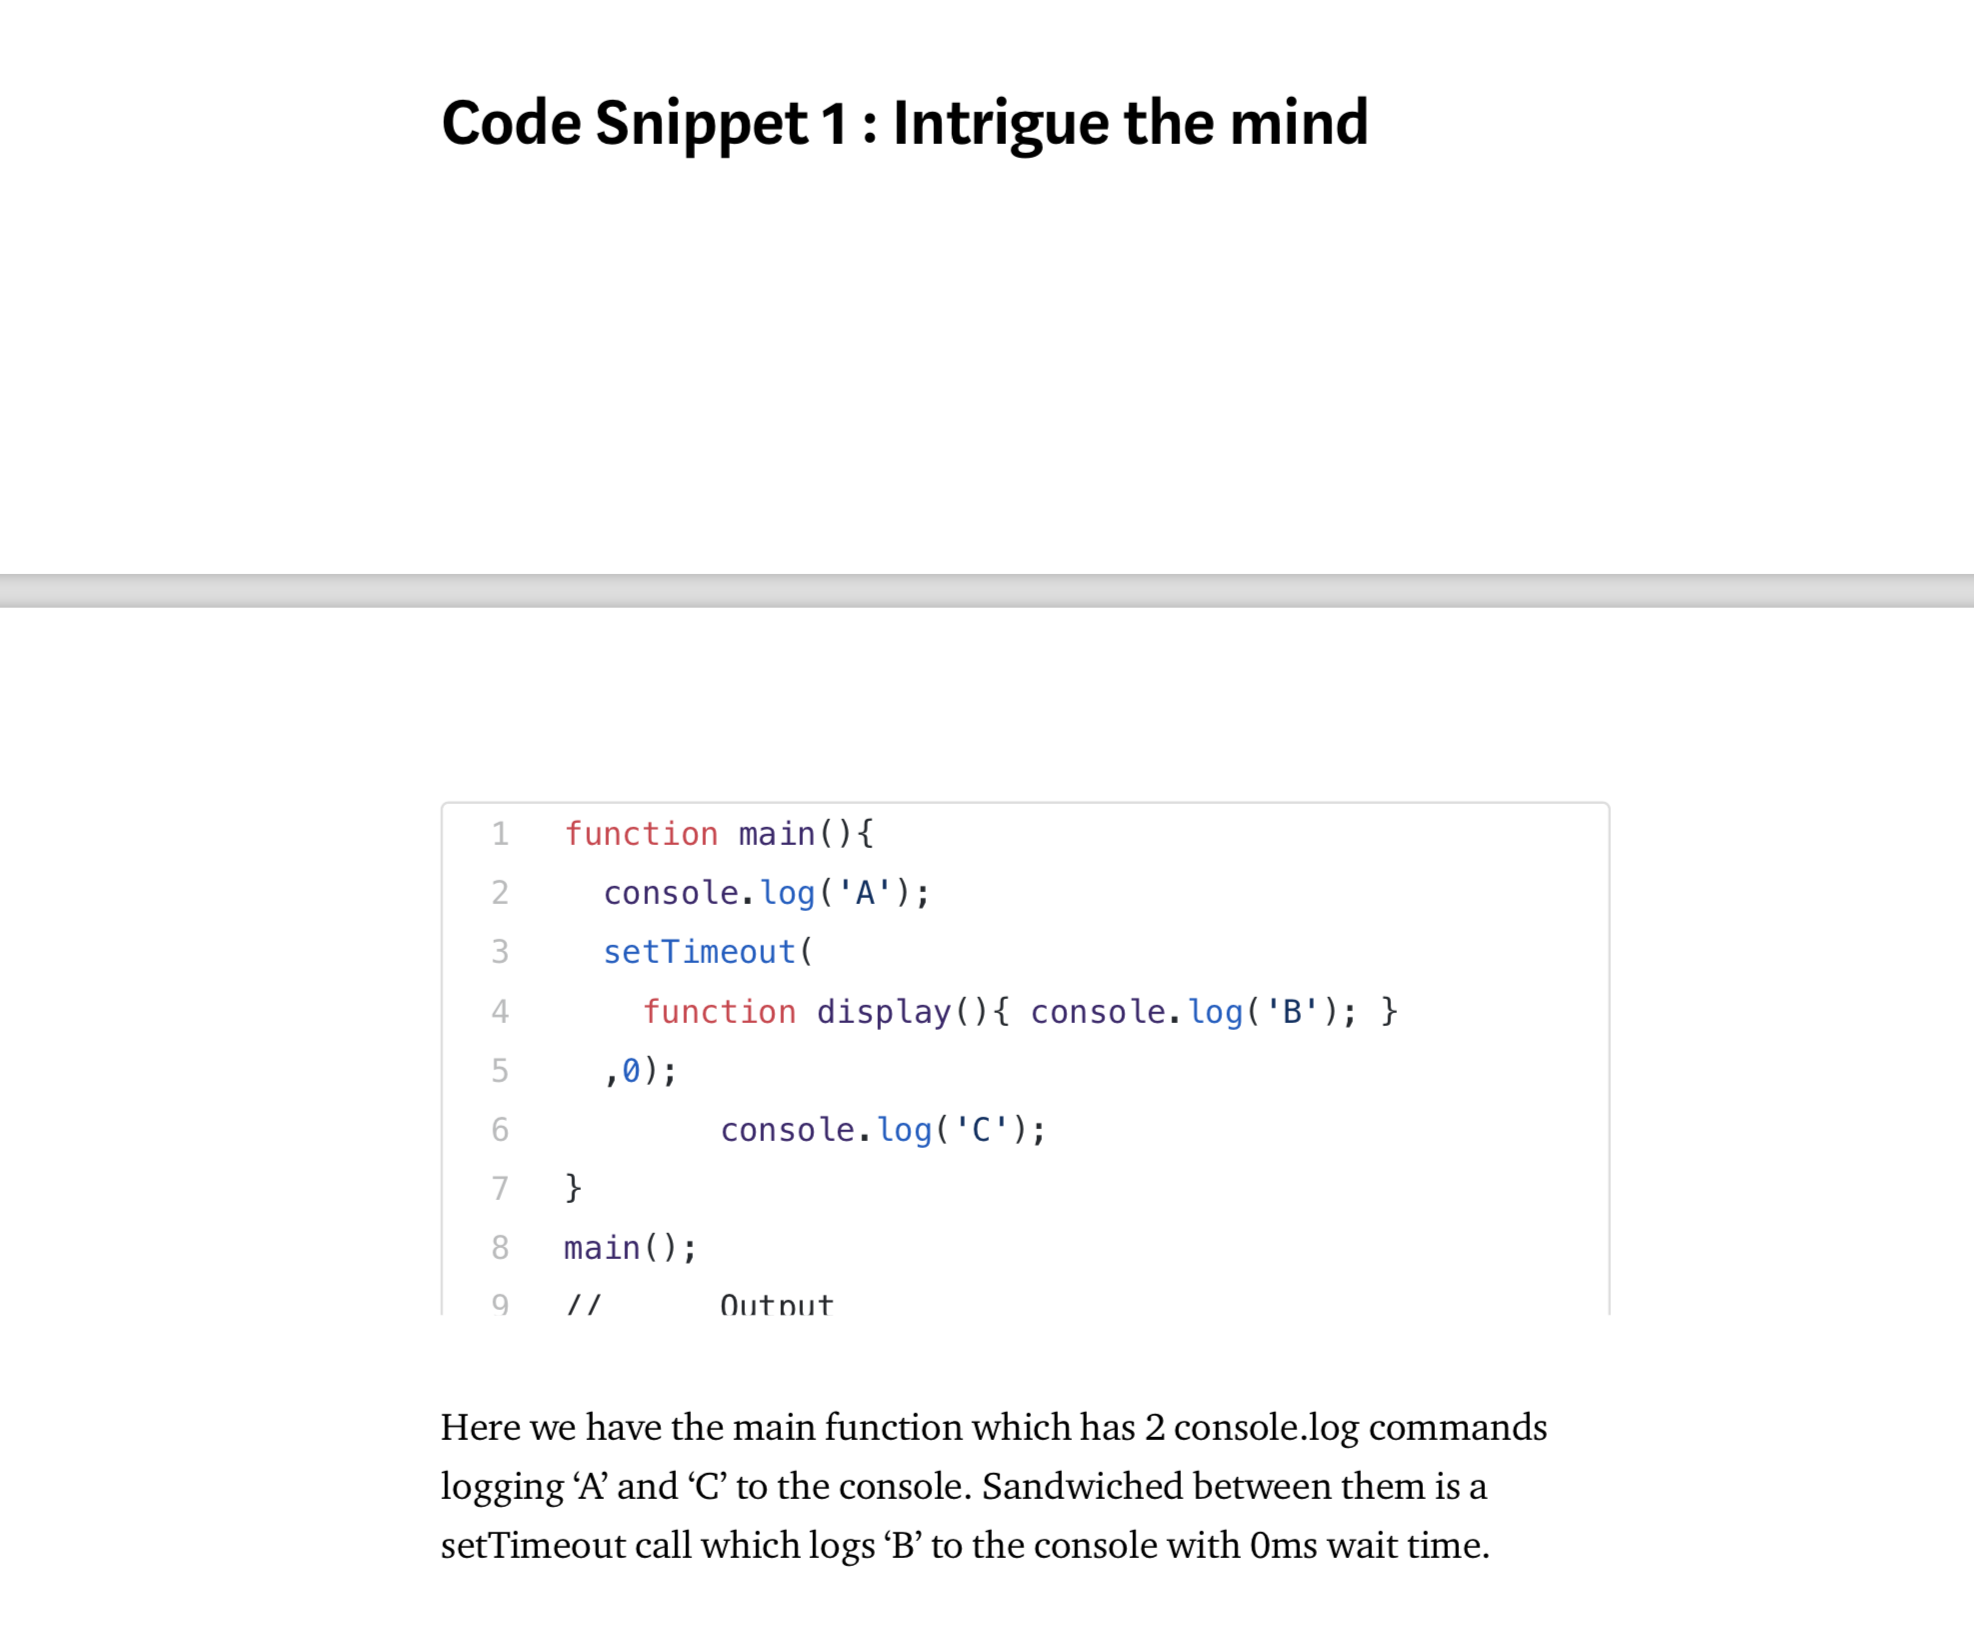 Code Snippet 1 : Intrigue the mind
1 function main(){
2   console.log('A');
3   setTimeout(
4     function display(){ console.log('B'); }
5   ,0);
6         console.log('C');
7 }
8 main();
9 //      Output
Here we have the main function which has 2 console.log commands
logging ‘A’ and ‘C’ to the console. Sandwiched between them is a
setTimeout call which logs ‘B’ to the console with 0ms wait time.